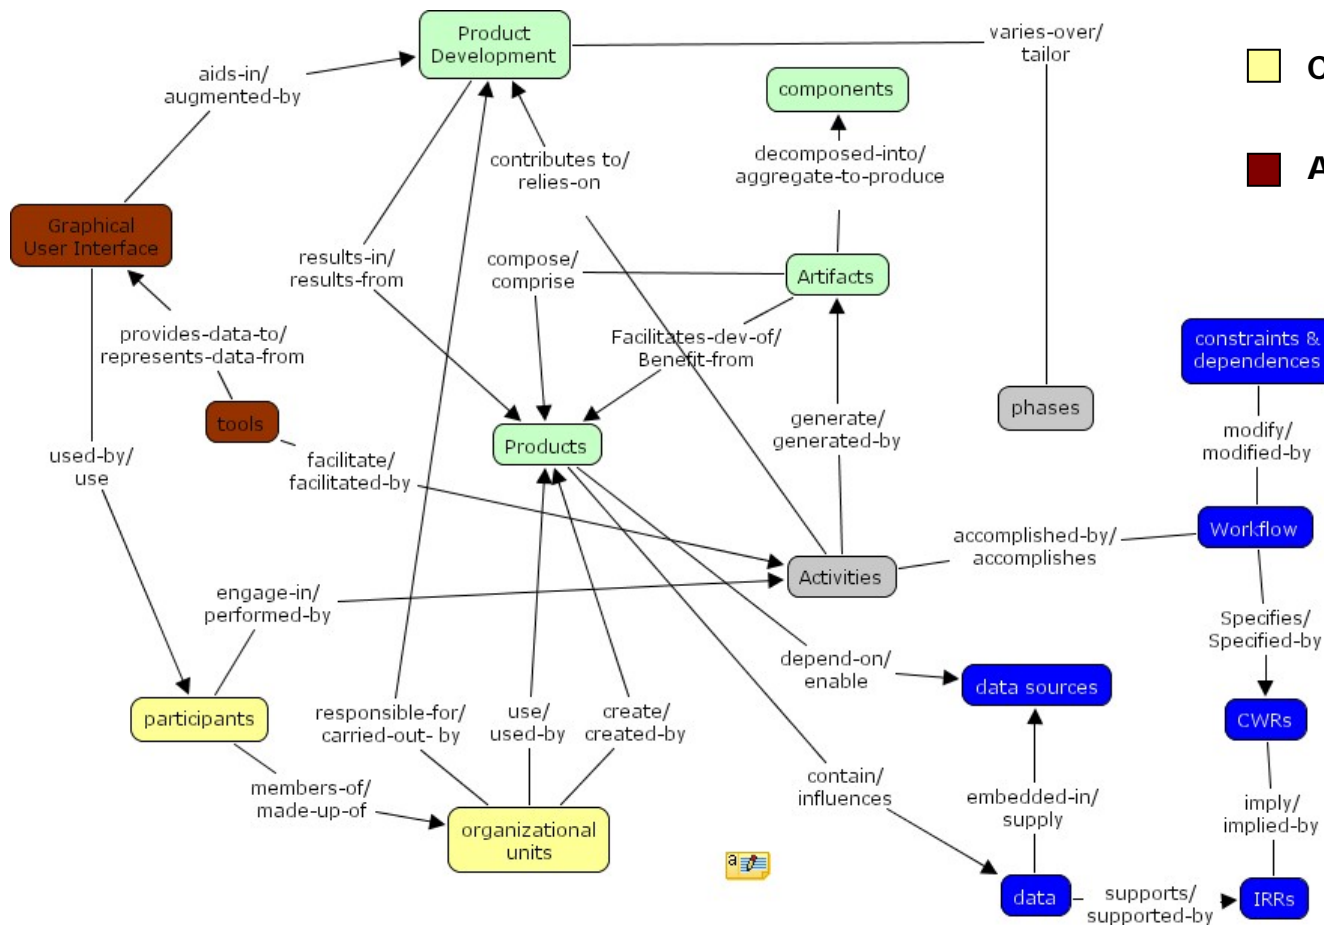 Product
Development
varies-over/
tailor
C
aids-in/
augmented-by
components
contributes to/
relies-on
decomposed-into/
aggregate-to-produce
A
Graphical
User Interface
results-in/
results-from
compose/
comprise
Artifacts
provides-data-to/
represents-data-from
Facilitates-dev-of/
Benefit-from
constraints &
dependences
tools
phases
generate/
generated-by
Products
modify/
modified-by
used-by/
use
facilitate/
facilitated-by
Workflow
accomplished-by/
accomplishes
Activities
engage-in/
performed-by
Specifies/
Specified-by
depend-on/
enable
data sources
participants
responsible-for/
carried-out- by
use/
used-by
create/
created-by
CWRs
members-of/
made-up-of
contain/
influences
embedded-in/
supply
imply/
implied-by
organizational
units
a
data
supports/
supported-by
IRRs